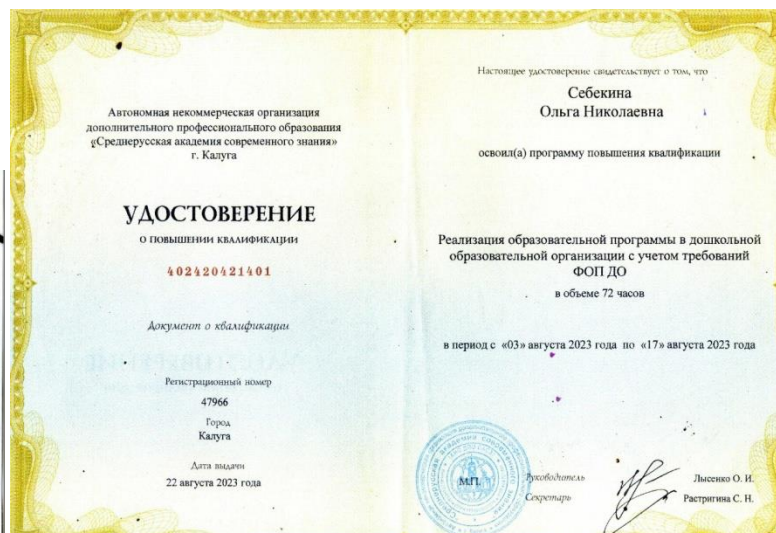 Автономная некоммерческая организация
дополнительного профессионального образования
«Среднерусская академия современного знания»
г. Калуга
УДОСТОВЕРЕНИЕ
О ПОВЫШЕНИИ КВАЛИФИКАЦИИ
402420421401
Документ о квалификации
Регистрационный номер
47966
Город
Калуга
Дата выдачи
22 августа 2023 года
Настоящее удостоверение свидетельствует о том, что
Себекина
Ольга Николаевна
освоил(а) программу повышения квалификации
Реализация образовательной программы в дошкольной
образовательной организации с учетом требований
ФОП ДО
в объеме 72 часов
в период с «03» августа 2023 года по «17» августа 2023 года
М.П.
Руководитель
Лысенко О. И.
Секретарь
Растригина С. Н.